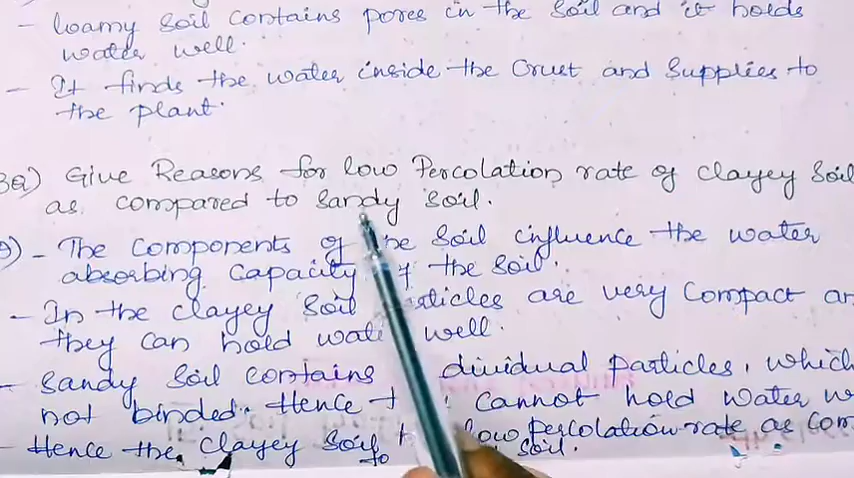 - Loamy Soil contains pores in the Soil and it holds
water well.
- It finds the water inside the Crust and Supplies to
the plant.
3Q) Give Reasons for low Percolation rate of clayey Soil
as compared to Sandy Soil.
A) - The Components of the Soil influence the water
absorbing Capacity of the Soil.
- In the clayey Soil particles are very Compact an
they Can hold wate well.
- Sandy Soil contains dividual Particles, which
not binded. Hence t Cannot hold Water w
- Hence the Clayey Soil low percolation rate as Com
to Soil.